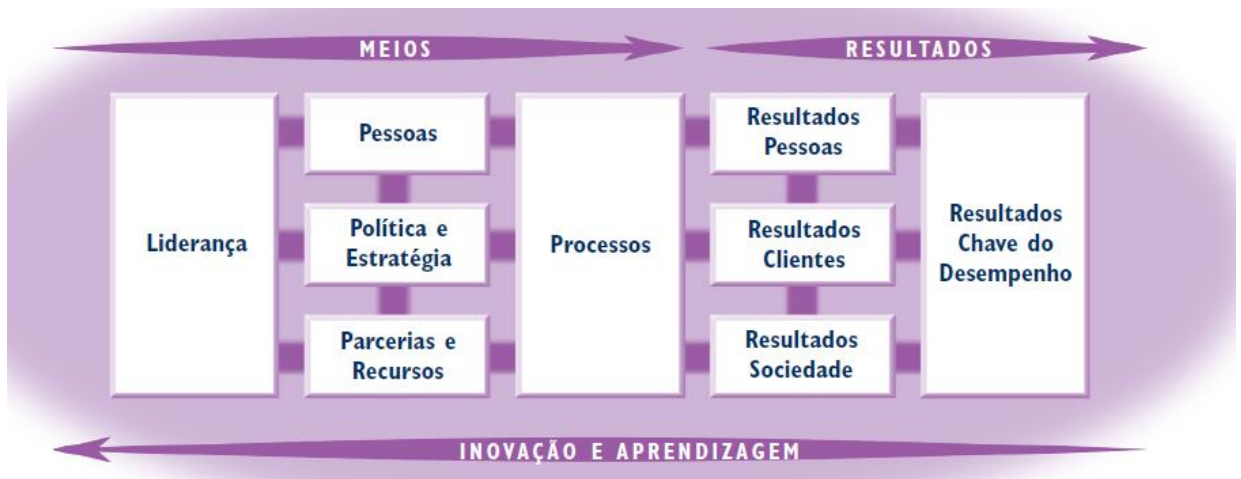 MEIOS
RESULTADOS
Liderança
Pessoas
Política e
Estratégia
Parcerias e
Recursos
Processos
Resultados
Pessoas
Resultados
Clientes
Resultados
Sociedade
Resultados
Chave do
Desempenho
INOVAÇÃO E APRENDIZAGEM